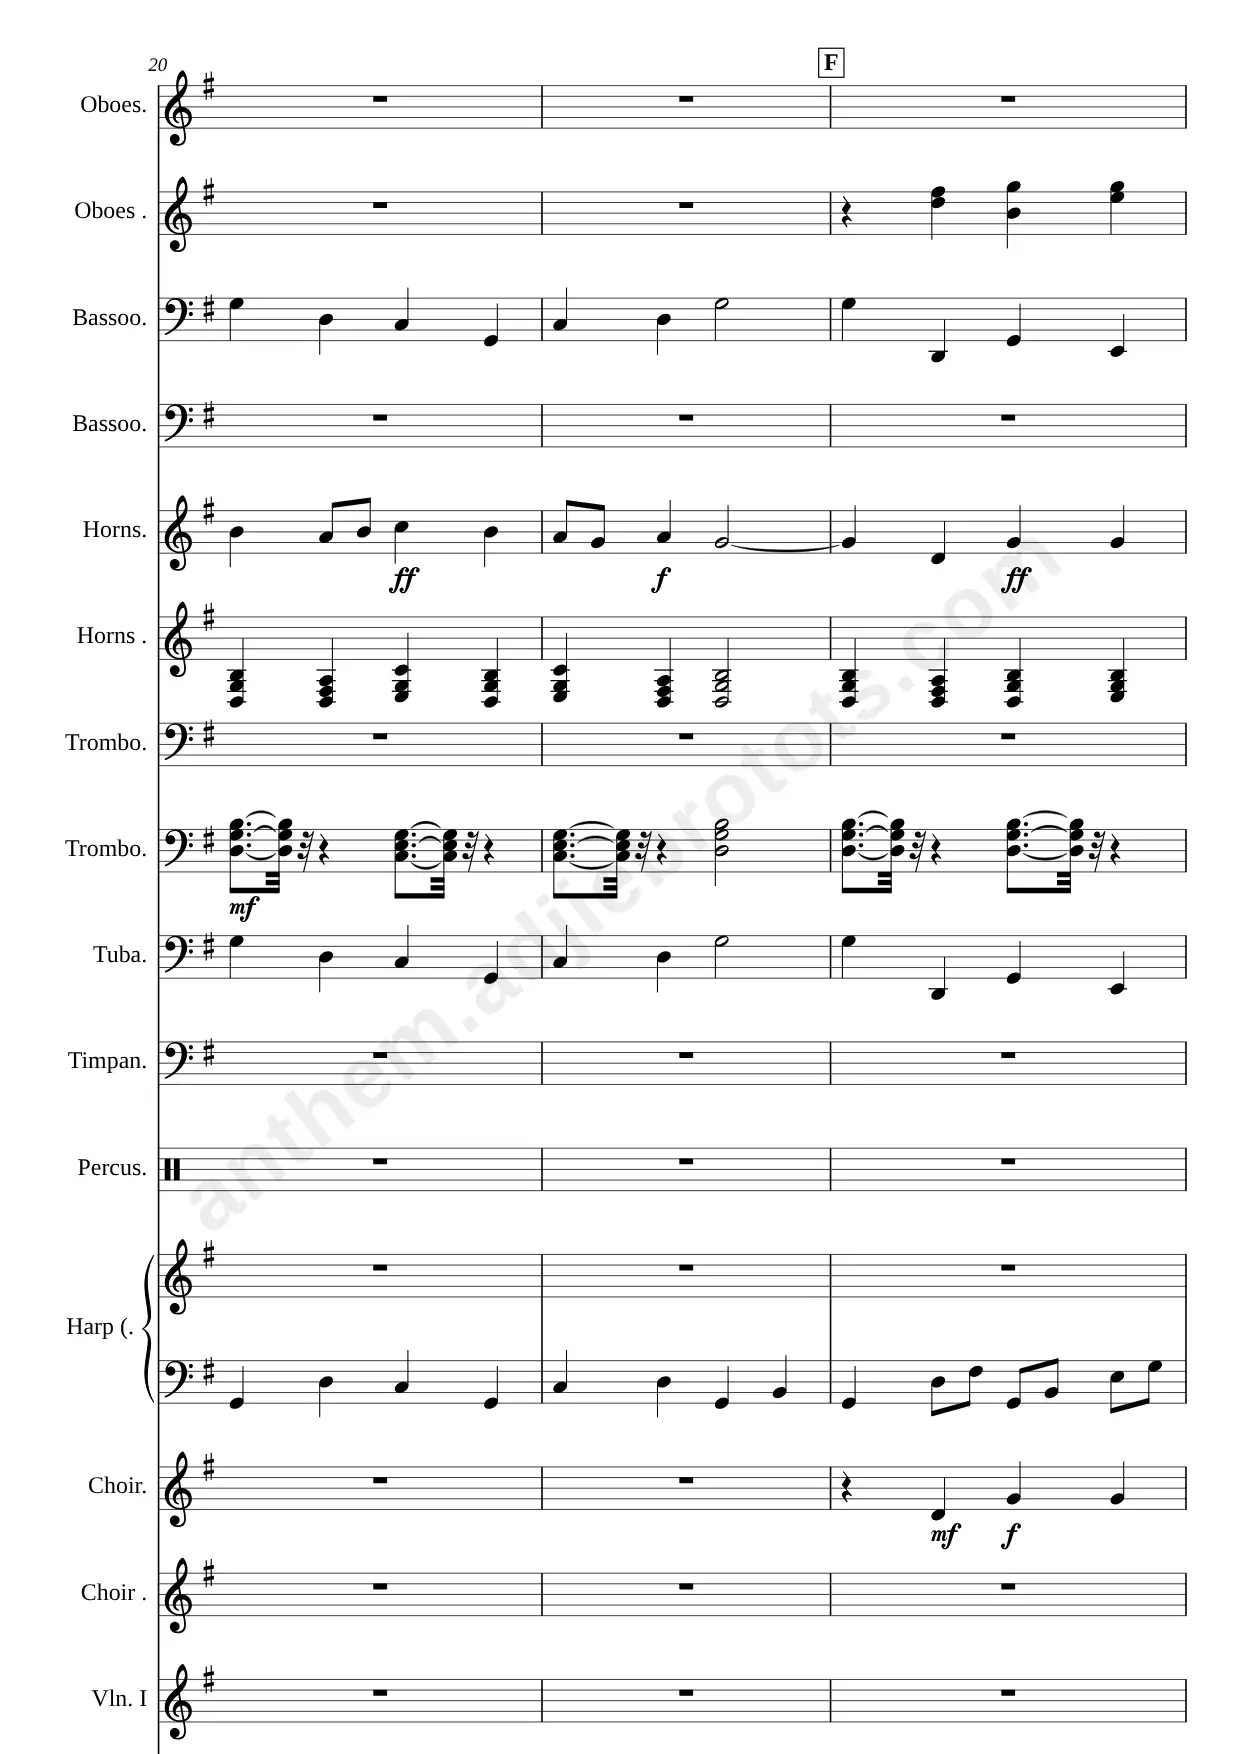 20
F
Oboes.
Oboes .
Bassoo.
Bassoo.
Horns.
ff f ff
Horns .
Trombo.
Trombo.
mf
Tuba.
Timpan.
Percus.
Harp (.
Choir.
mf f
Choir .
Vln. I
anthem.adjiebrotots.com